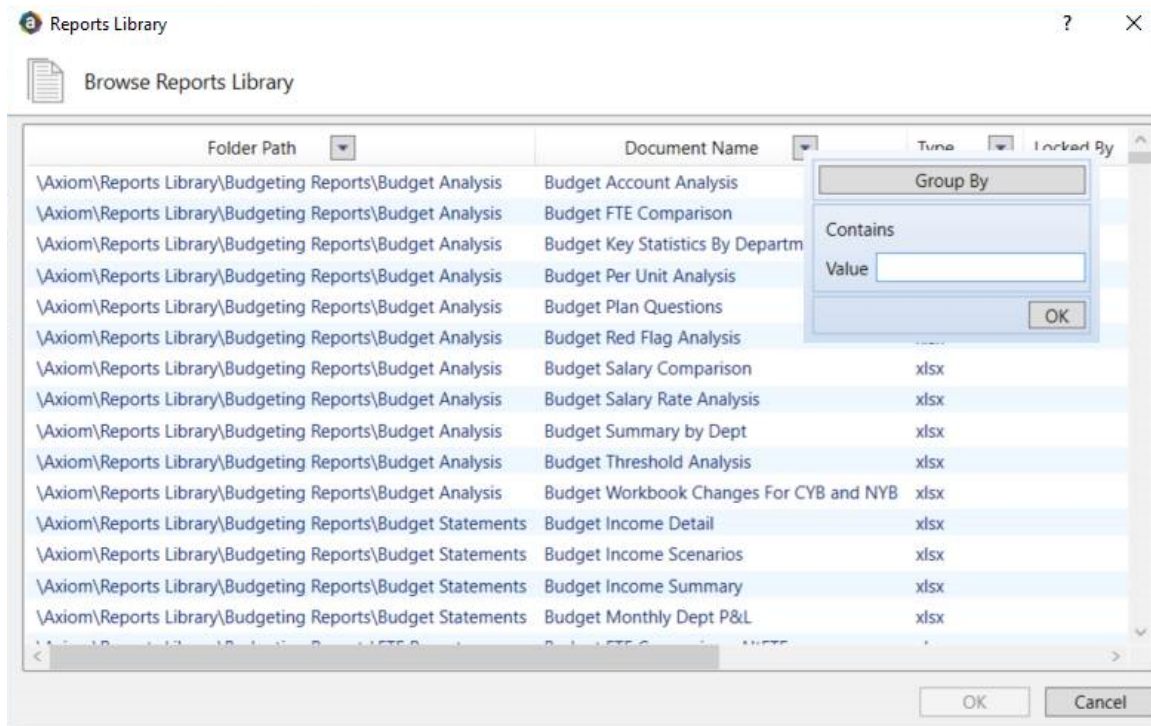 Reports Library ?
Browse Reports Library
Folder Path Document Name Type Locked By
Group By
Contains
Value
OK
\Axiom\Reports Library\Budgeting Reports\Budget Analysis Budget Account Analysis
\Axiom\Reports Library\Budgeting Reports\Budget Analysis Budget FTE Comparison
\Axiom\Reports Library\Budgeting Reports\Budget Analysis Budget Key Statistics By Departm
\Axiom\Reports Library\Budgeting Reports\Budget Analysis Budget Per Unit Analysis
\Axiom\Reports Library\Budgeting Reports\Budget Analysis Budget Plan Questions
\Axiom\Reports Library\Budgeting Reports\Budget Analysis Budget Red Flag Analysis
\Axiom\Reports Library\Budgeting Reports\Budget Analysis Budget Salary Comparison xlsx
\Axiom\Reports Library\Budgeting Reports\Budget Analysis Budget Salary Rate Analysis xlsx
\Axiom\Reports Library\Budgeting Reports\Budget Analysis Budget Summary by Dept xlsx
\Axiom\Reports Library\Budgeting Reports\Budget Analysis Budget Threshold Analysis xlsx
\Axiom\Reports Library\Budgeting Reports\Budget Analysis Budget Workbook Changes For CYB and NYB xlsx
\Axiom\Reports Library\Budgeting Reports\Budget Statements Budget Income Detail xlsx
\Axiom\Reports Library\Budgeting Reports\Budget Statements Budget Income Scenarios xlsx
\Axiom\Reports Library\Budgeting Reports\Budget Statements Budget Income Summary xlsx
\Axiom\Reports Library\Budgeting Reports\Budget Statements Budget Monthly Dept P&L xlsx
OK Cancel